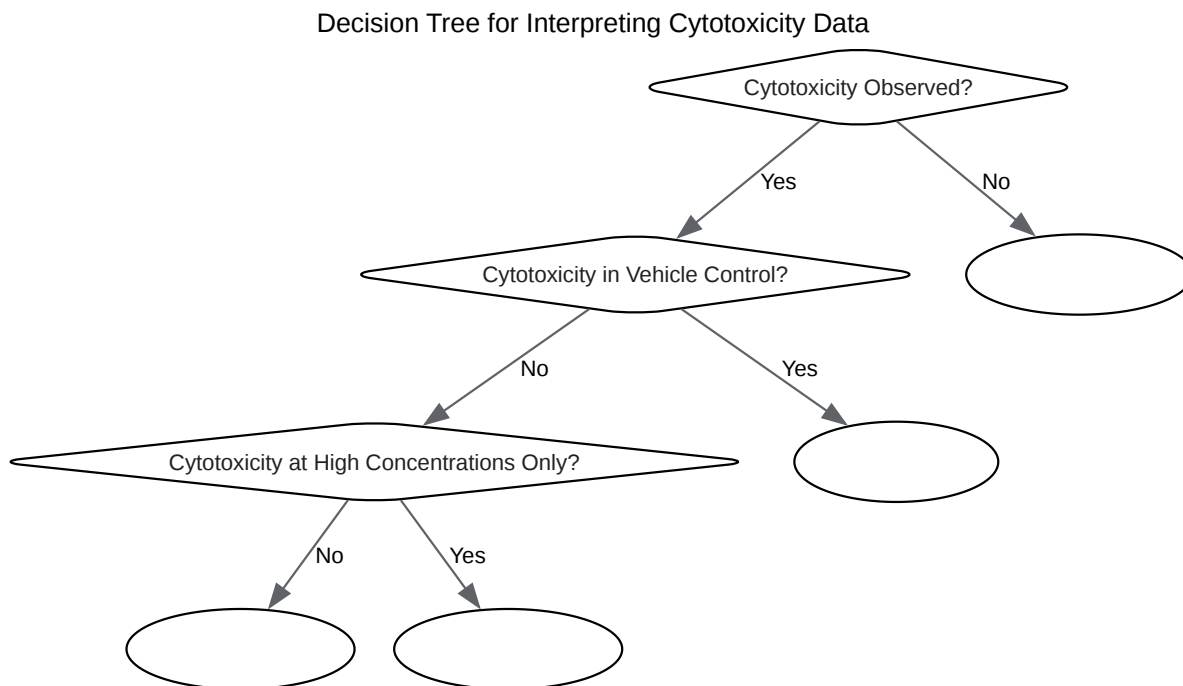 Decision Tree for Interpreting Cytotoxicity Data
Cytotoxicity Observed?
Yes
No
Cytotoxicity in Vehicle Control?
No
Yes
Cytotoxicity at High Concentrations Only?
No
Yes